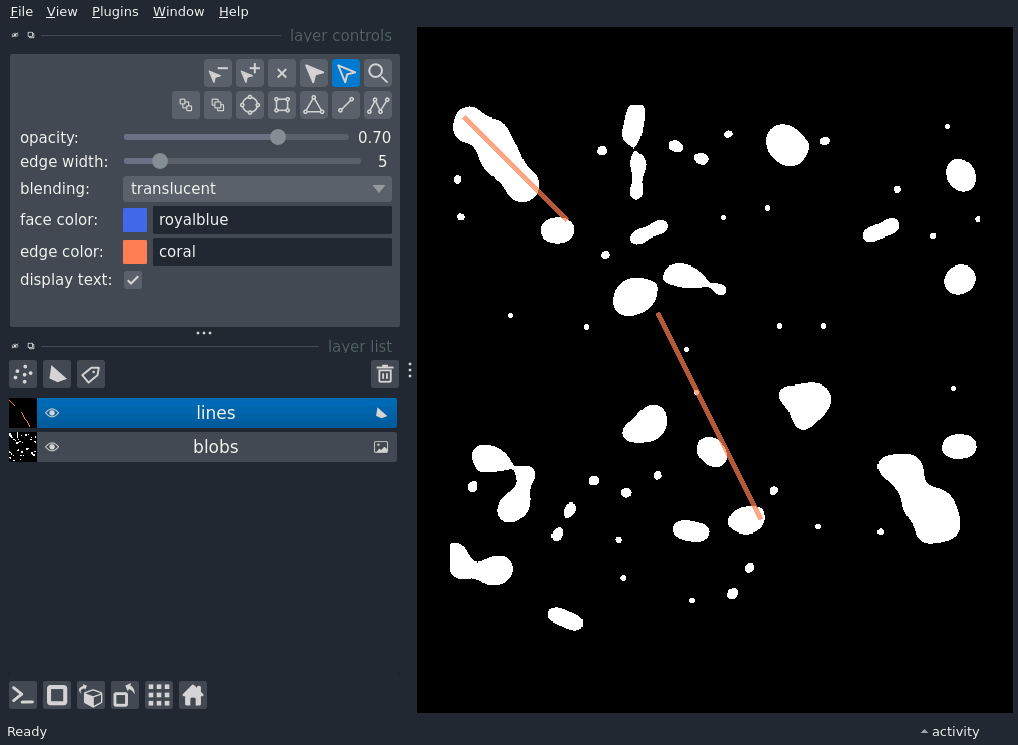 File View Plugins Window Help
layer controls
opacity: 0.70
edge width: 5
blending: translucent
face color: royalblue
edge color: coral
display text:
layer list
lines
blobs
Ready
activity